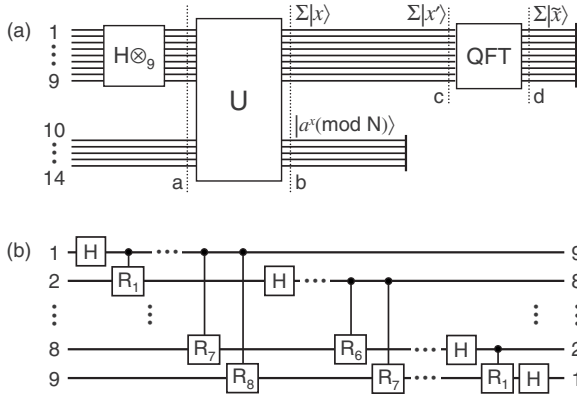 (a) 1 9 H⊗9 U Σ|x⟩ Σ|x'⟩ QFT Σ|x̃⟩
c d
10 14 |aˣ(mod N)⟩
a b
(b) 1 H H 9
2 R₁ 8
8 R₇ R₆ H 2
9 R₈ R₇ R₁ H 1